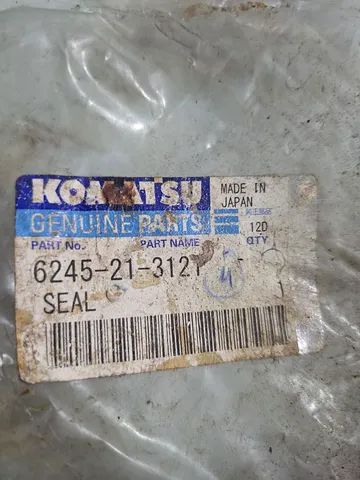 KOMATSU
MADE IN
JAPAN
GENUINE PARTS
12D
PART No. PART NAME QTY
6245-21-3121
SEAL